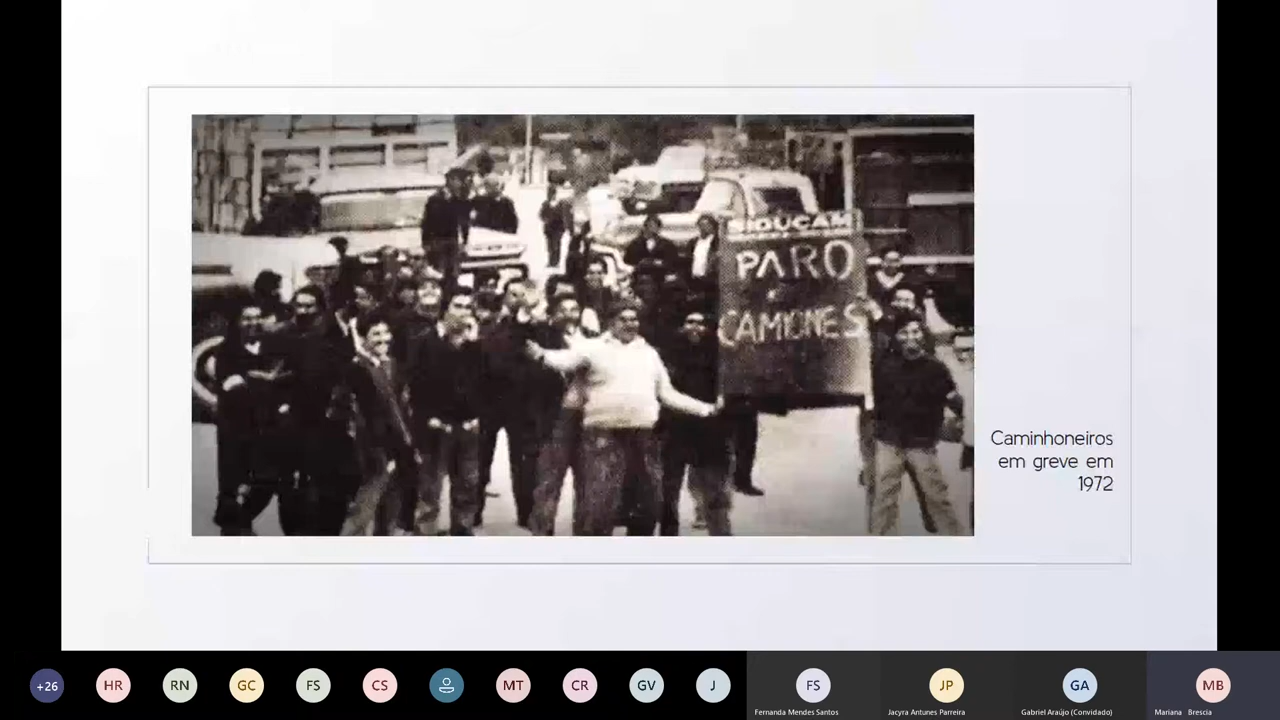 SIDUCAM
PARO
CAMIONES
Caminhoneiros
em greve em
1972
+26
HR
RN
GC
FS
CS
MT
CR
GV
J
FS
JP
GA
MB
Fernanda Mendes Santos
Jacyra Antunes Parreira
Gabriel Araújo (Convidado)
Mariana Brescia